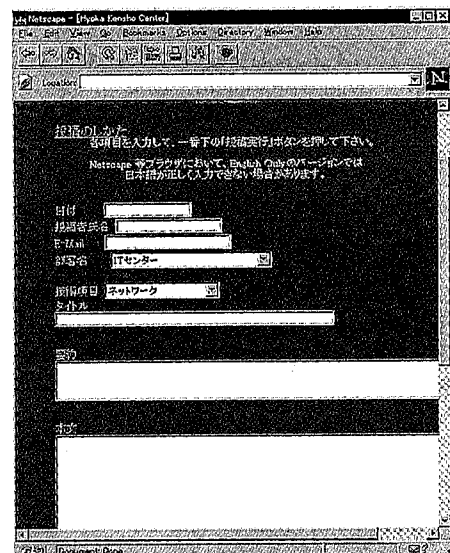 Netscape - [Hyoka Kensho Center]
File Edit View Go Bookmarks Options Directory Window Help
Location:
N
投稿のしかた
各項目を入力して、一番下の「投稿実行」ボタンを押して下さい。
Netscape 等ブラウザにおいて、English Onlyのバージョンでは
日本語が正しく入力できない場合があります。
日付
投稿者氏名
E-Mail
部署名 ITセンター
投稿項目 ネットワーク
タイトル
要約
本文
Document: Done